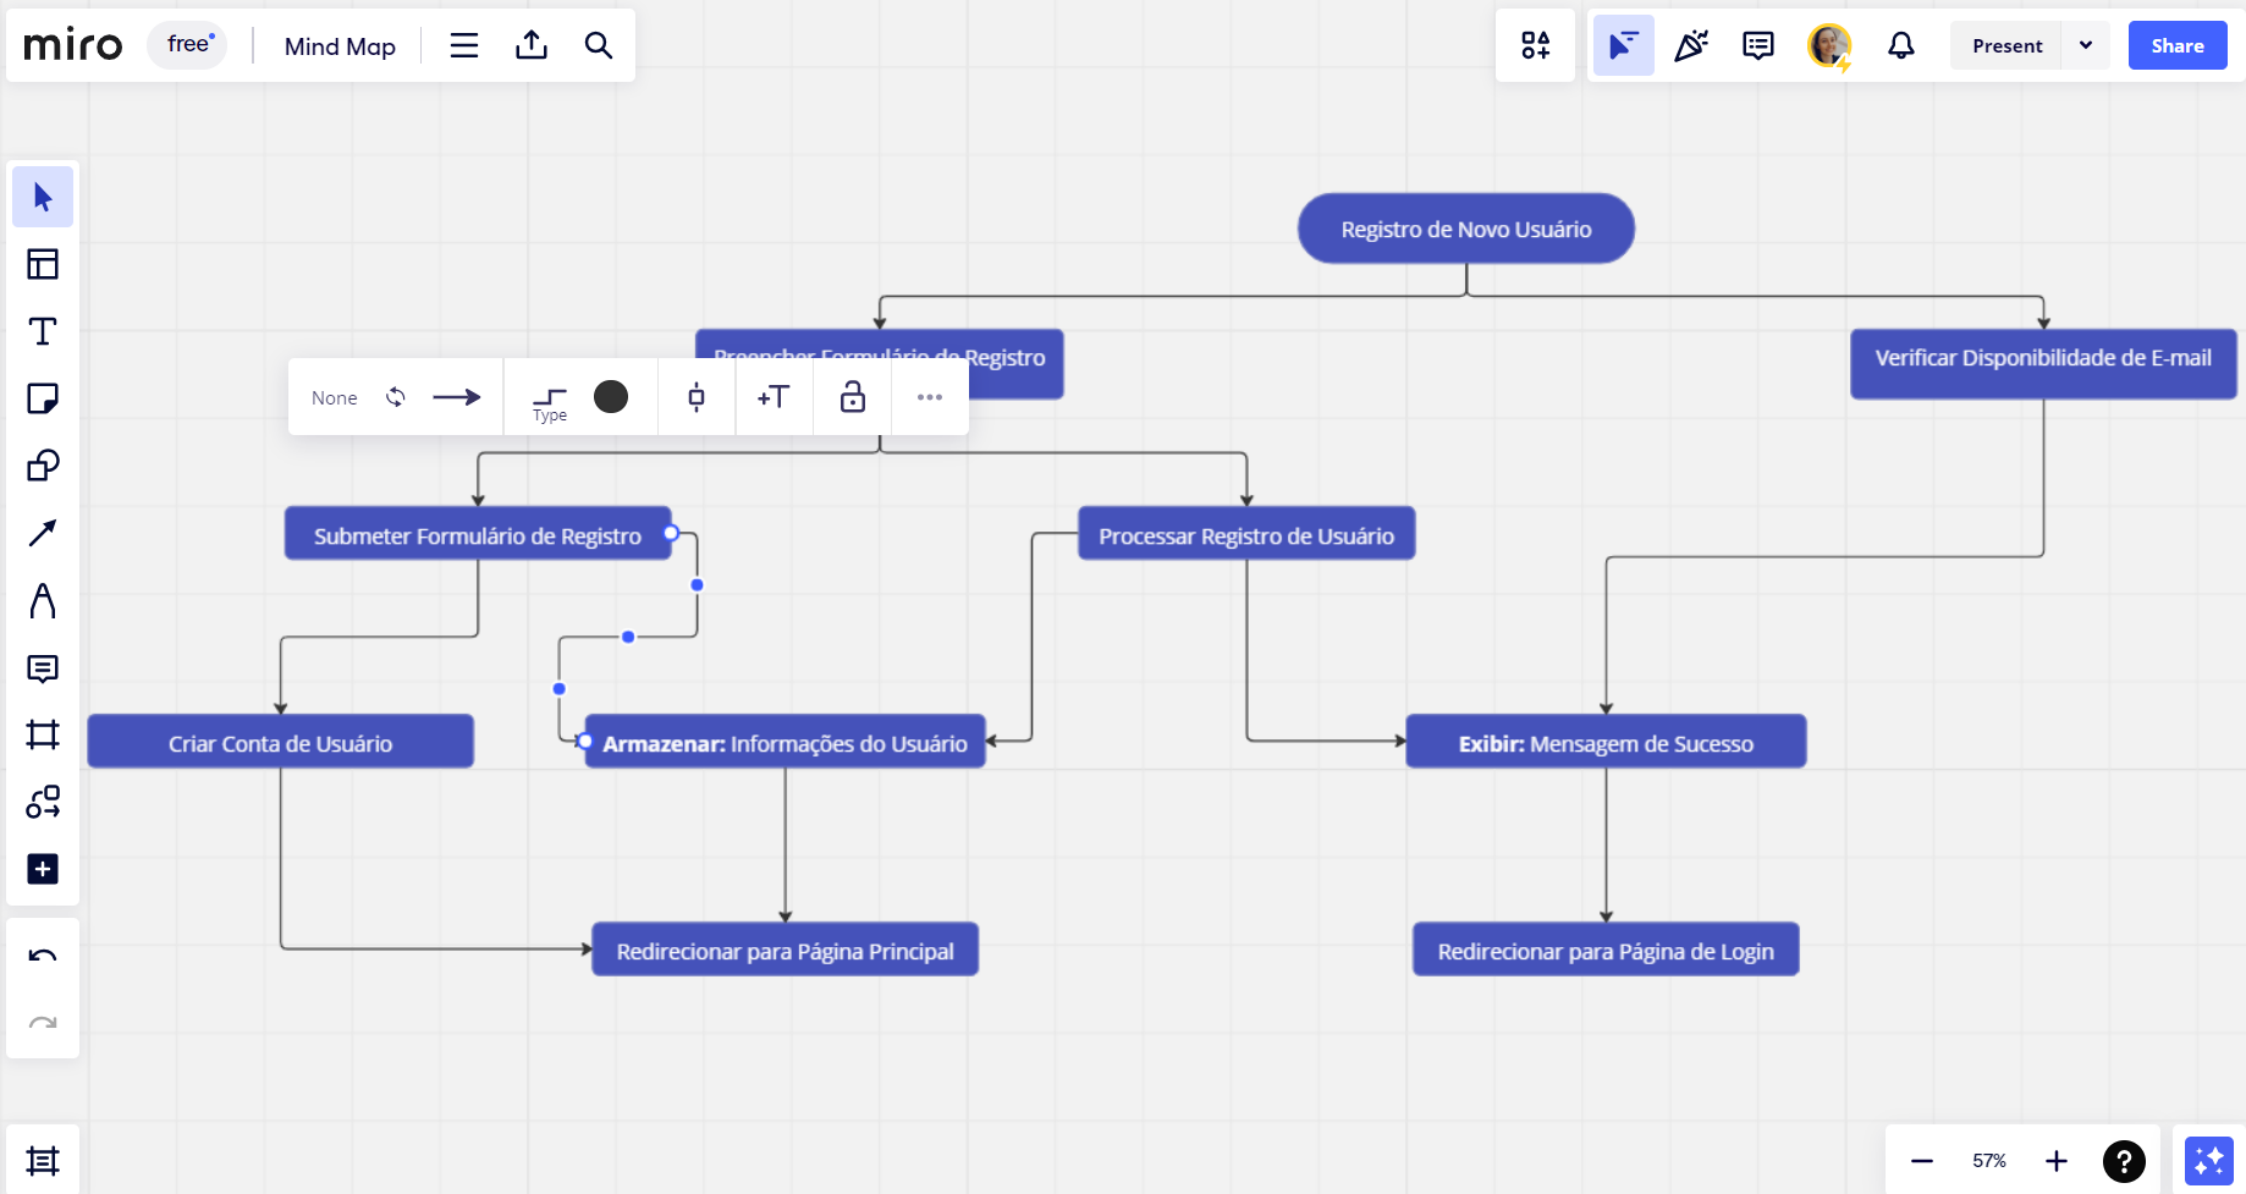 miro
free
Mind Map
Present
Share
Registro de Novo Usuário
Preencher Formulário de Registro
Verificar Disponibilidade de E-mail
None
Type
+T
Submeter Formulário de Registro
Processar Registro de Usuário
Criar Conta de Usuário
Armazenar: Informações do Usuário
Exibir: Mensagem de Sucesso
Redirecionar para Página Principal
Redirecionar para Página de Login
57%